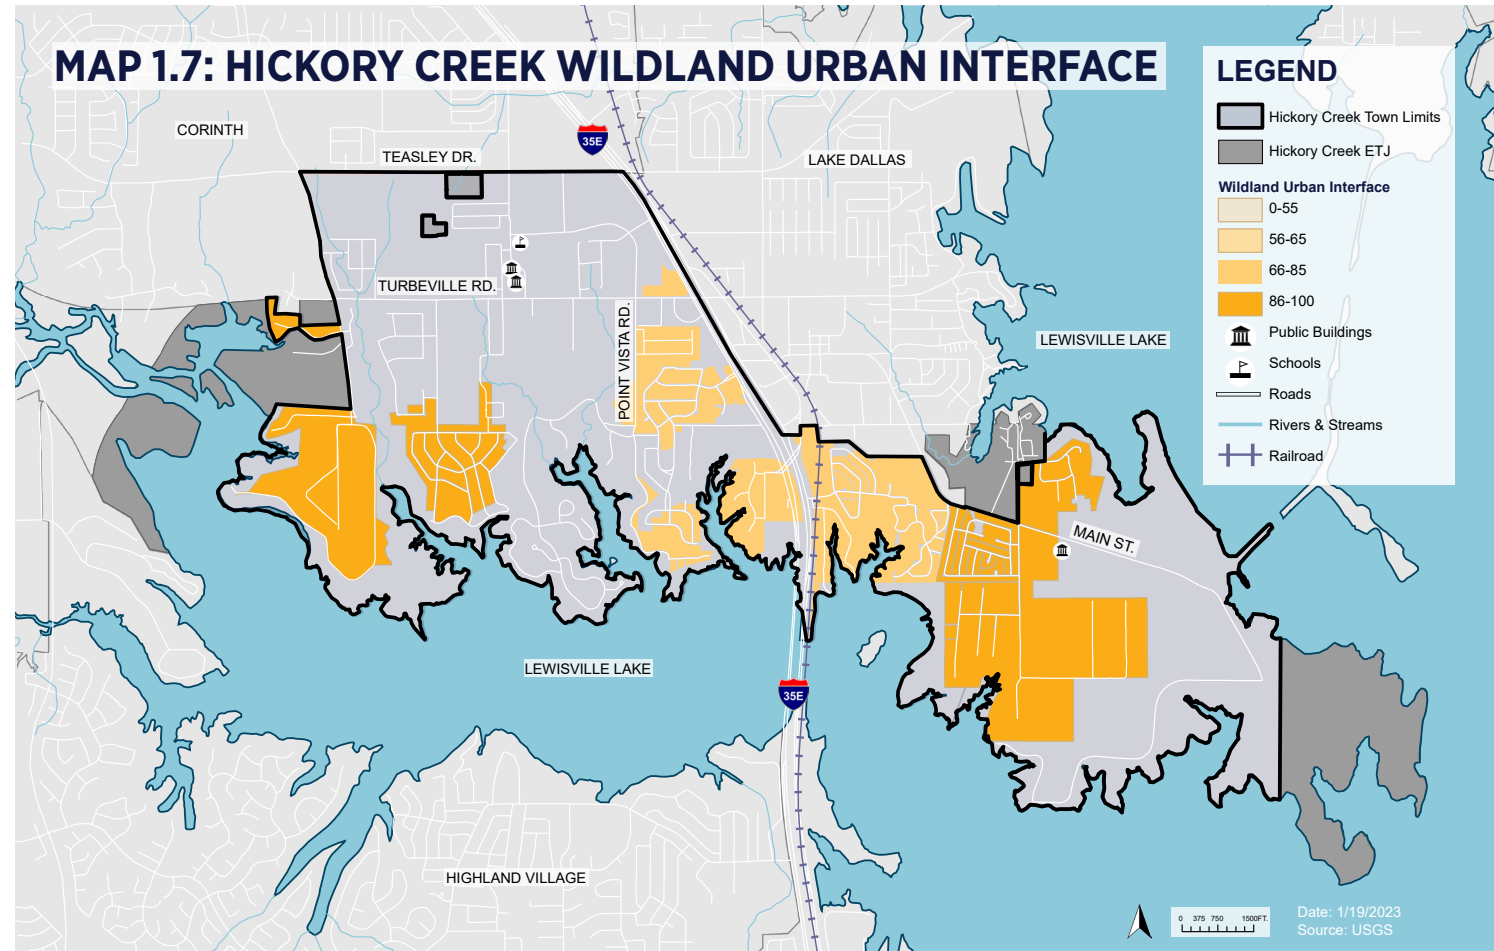 MAP 1.7: HICKORY CREEK WILDLAND URBAN INTERFACE
LEGEND
Hickory Creek Town Limits
Hickory Creek ETJ
Wildland Urban Interface
0-55
56-65
66-85
86-100
Public Buildings
Schools
Roads
Rivers & Streams
Railroad
CORINTH
TEASLEY DR.
35E
LAKE DALLAS
TURBEVILLE RD.
POINT VISTA RD.
LEWISVILLE LAKE
MAIN ST.
LEWISVILLE LAKE
35E
HIGHLAND VILLAGE
0 375 750 1500FT.
Date: 1/19/2023
Source: USGS